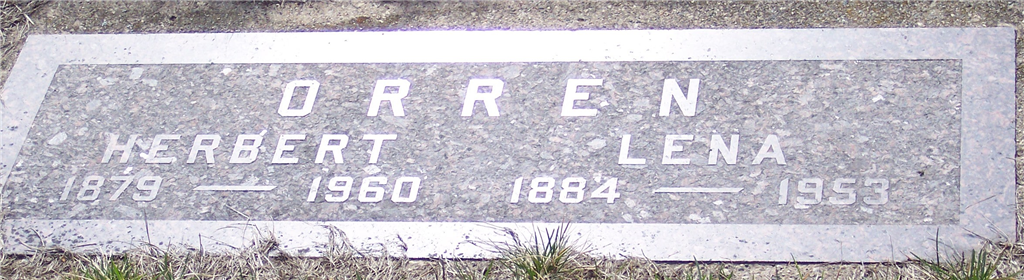 ORREN
HERBERT LENA
1879 — 1960 1884 — 1953